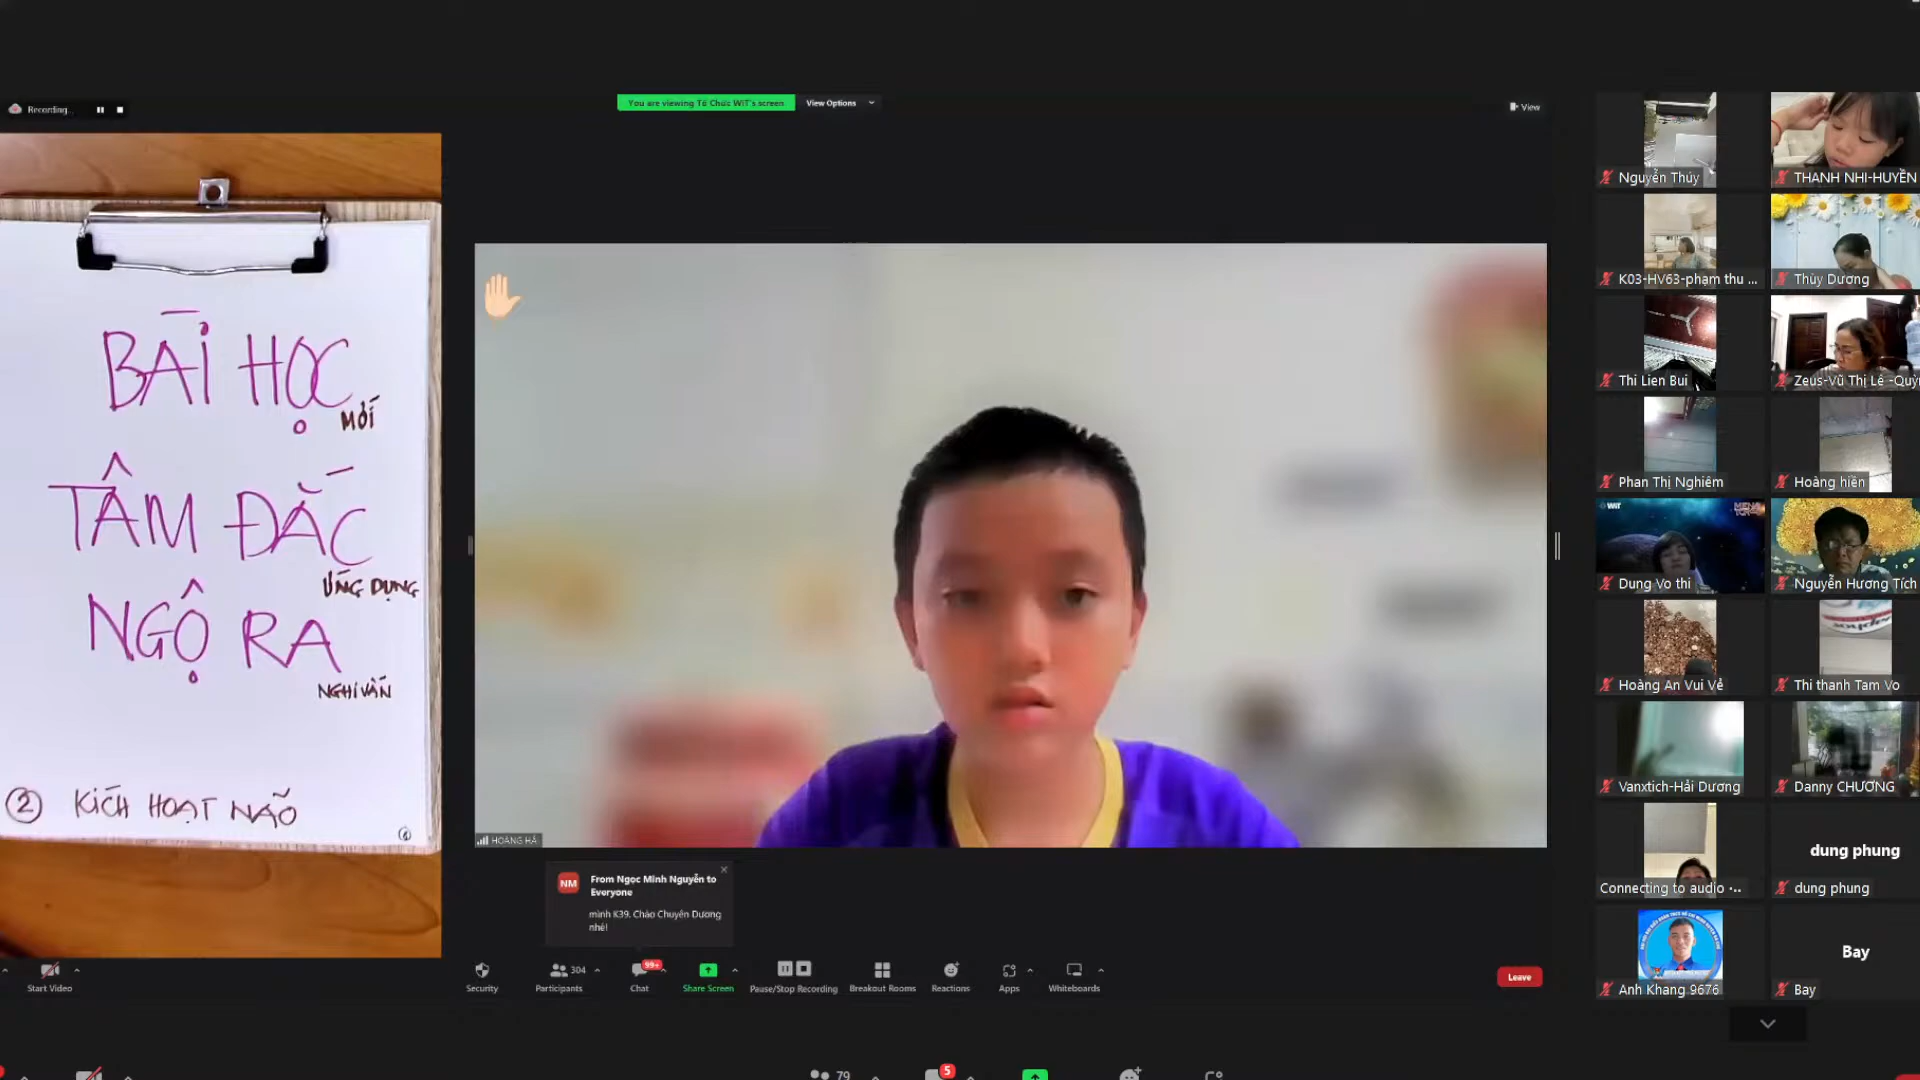 Recording...
You are viewing Tổ Chức WIT's screen
View Options
View
BÀI HỌC
MỚI
TÂM ĐẮC
ỨNG DỤNG
NGỘ RA
NGHI VẤN
② KÍCH HOẠT NÃO
HOÀNG HÀ
NM
From Ngọc Minh Nguyễn to
Everyone
mình K39. Chào Chuyên Dương
nhé!
Start Video
Security
304
Participants
99+
Chat
Share Screen
Pause/Stop Recording
Breakout Rooms
Reactions
Apps
Whiteboards
Leave
Nguyễn Thúy
THANH NHI-HUYỀN
K03-HV63-phạm thu ...
Thùy Dương
Thi Lien Bui
Zeus-Vũ Thị Lê -Quỳ
Phan Thị Nghiêm
Hoàng hiền
WIT
Dung Vo thi
Nguyễn Hương Tích
Hoàng An Vui Vẻ
Thi thanh Tam Vo
Vanxtich-Hải Dương
Danny CHƯƠNG
Connecting to audio ·..
dung phung
dung phung
Anh Khang 9676
Bay
Bay
79
5